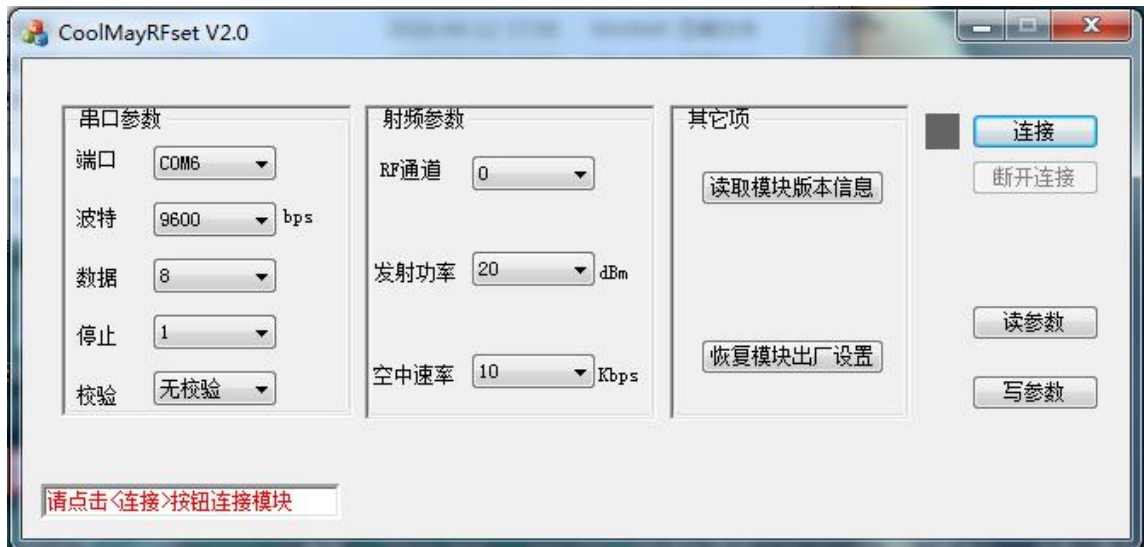 CoolMayRFset V2.0
串口参数
端口 COM6
波特 9600 bps
数据 8
停止 1
校验 无校验
射频参数
RF通道 0
发射功率 20 dBm
空中速率 10 Kbps
其它项
读取模块版本信息
恢复模块出厂设置
连接
断开连接
读参数
写参数
请点击<连接>按钮连接模块